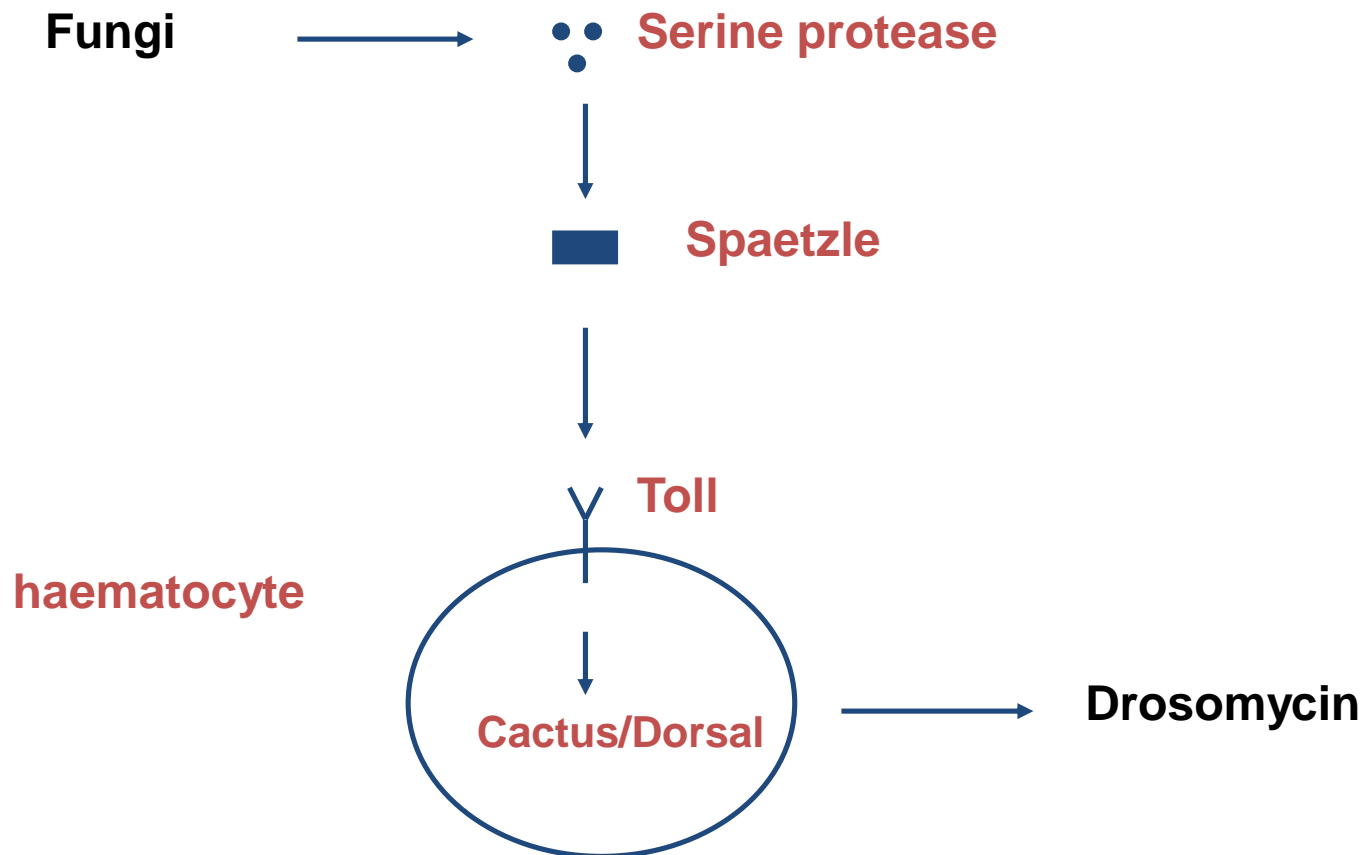 Fungi
Serine protease
Spaetzle
Toll
haematocyte
Cactus/Dorsal
Drosomycin